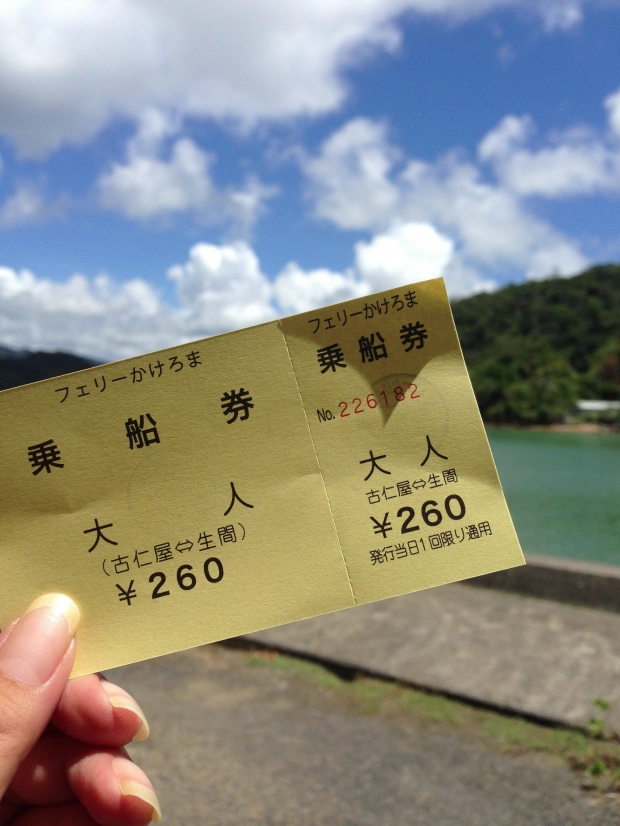 フェリーかけろま
乗船券
大人
(古仁屋⇔生間)
¥260
フェリーかけろま
乗船券
No. 226182
大人
古仁屋⇔生間
¥260
発行当日1回限り通用